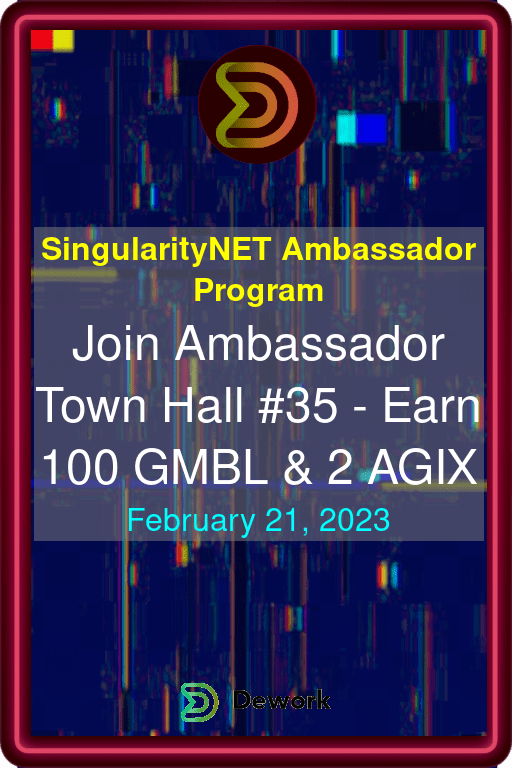 SingularityNET Ambassador
Program
Join Ambassador
Town Hall #35 - Earn
100 GMBL & 2 AGIX
February 21, 2023
Dework